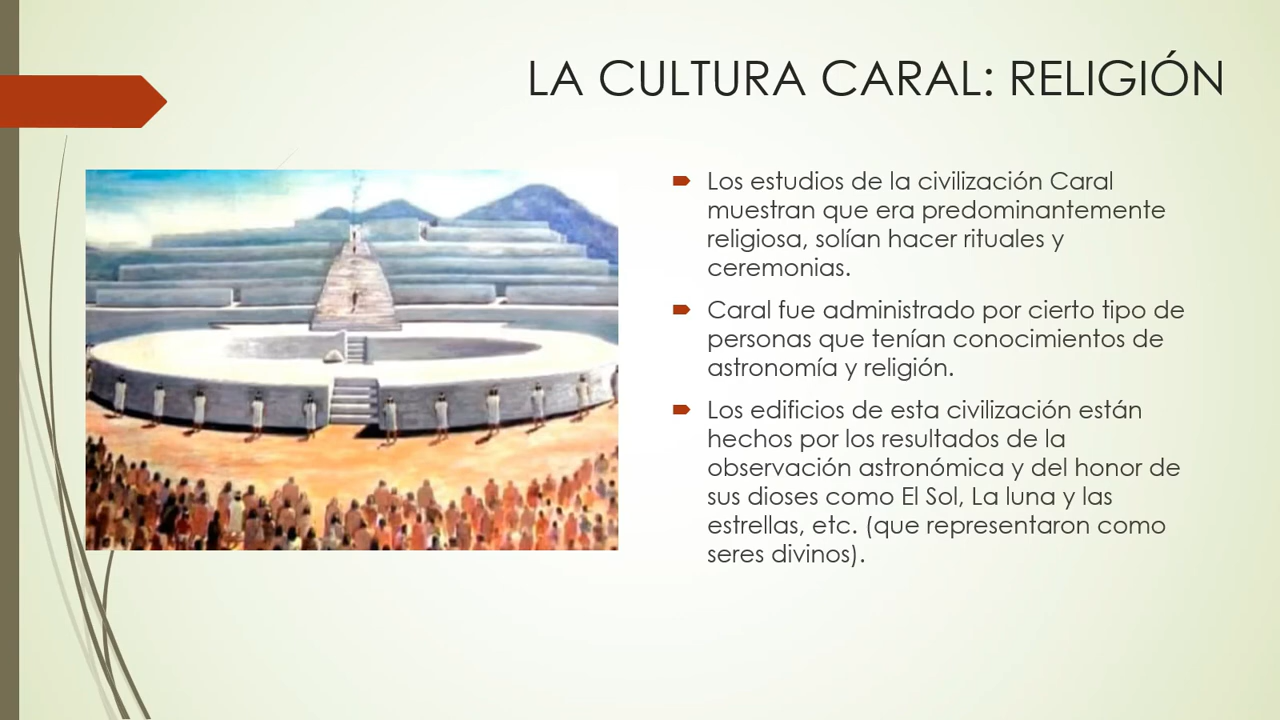 LA CULTURA CARAL: RELIGIÓN
Los estudios de la civilización Caral
muestran que era predominantemente
religiosa, solían hacer rituales y
ceremonias.
Caral fue administrado por cierto tipo de
personas que tenían conocimientos de
astronomía y religión.
Los edificios de esta civilización están
hechos por los resultados de la
observación astronómica y del honor de
sus dioses como El Sol, La luna y las
estrellas, etc. (que representaron como
seres divinos).